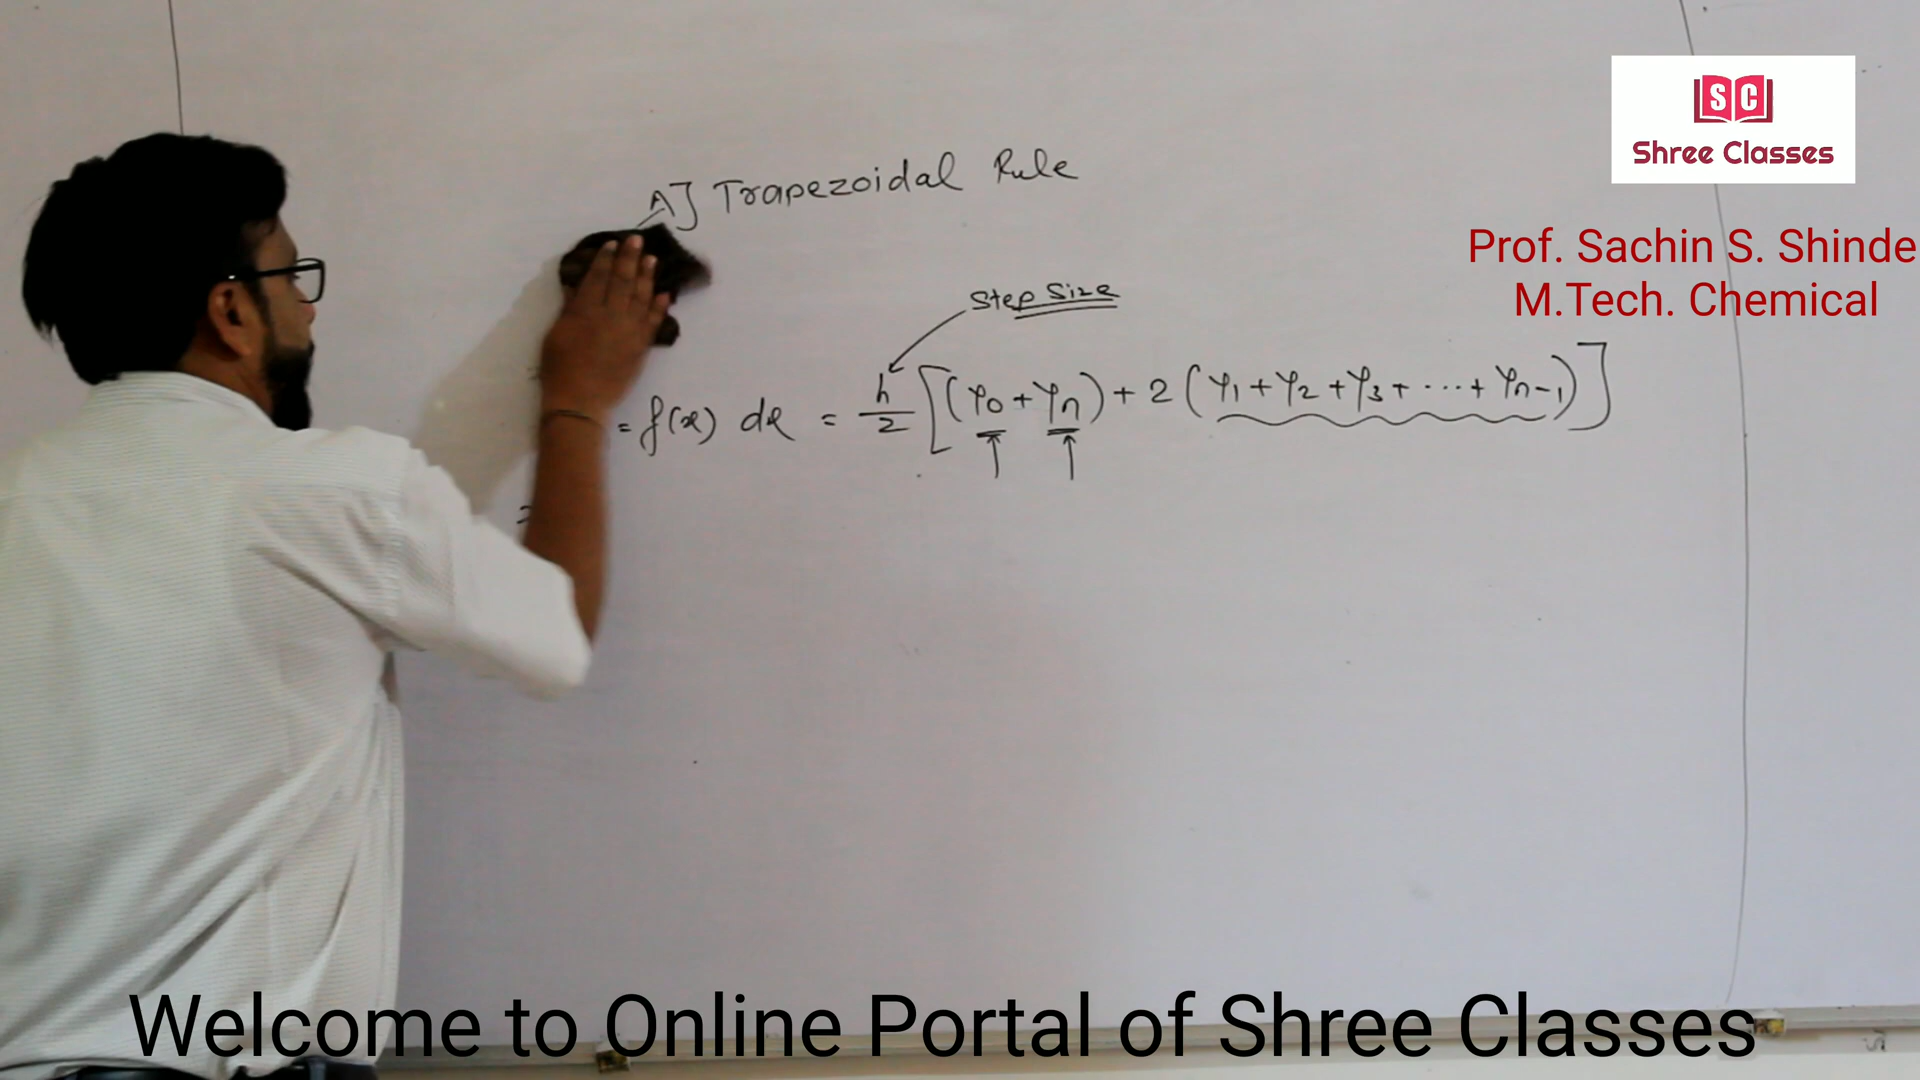 A] Trapezoidal Rule
Step Size
= f(x) dx = h/2 [(y0 + yn) + 2 (y1 + y2 + y3 + ... + yn-1)]
=
SC
Shree Classes
Prof. Sachin S. Shinde
M.Tech. Chemical
Welcome to Online Portal of Shree Classes